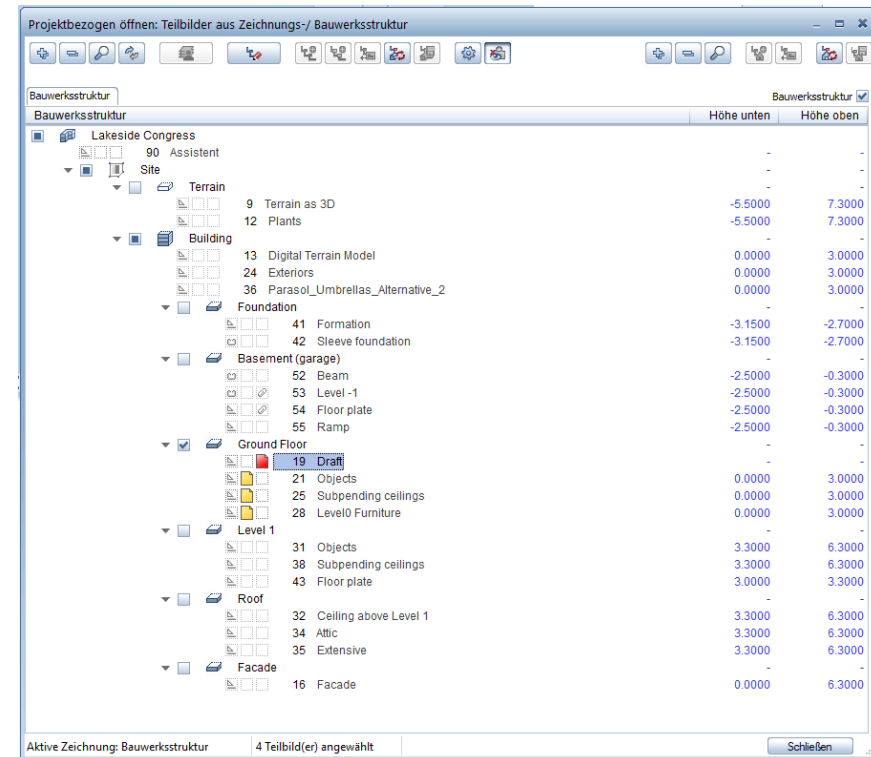 Projektbezogen öffnen: Teilbilder aus Zeichnungs-/ Bauwerksstruktur
Bauwerksstruktur Bauwerksstruktur
Bauwerksstruktur Höhe unten Höhe oben
Lakeside Congress
90 Assistent - -
Site - -
Terrain - -
9 Terrain as 3D -5.5000 7.3000
12 Plants -5.5000 7.3000
Building - -
13 Digital Terrain Model 0.0000 3.0000
24 Exteriors 0.0000 3.0000
36 Parasol_Umbrellas_Alternative_2 0.0000 3.0000
Foundation - -
41 Formation -3.1500 -2.7000
42 Sleeve foundation -3.1500 -2.7000
Basement (garage) - -
52 Beam -2.5000 -0.3000
53 Level -1 -2.5000 -0.3000
54 Floor plate -2.5000 -0.3000
55 Ramp -2.5000 -0.3000
Ground Floor - -
19 Draft - -
21 Objects 0.0000 3.0000
25 Subpending ceilings 0.0000 3.0000
28 Level0 Furniture 0.0000 3.0000
Level 1 - -
31 Objects 3.3000 6.3000
38 Subpending ceilings 3.3000 6.3000
43 Floor plate 3.0000 3.3000
Roof - -
32 Ceiling above Level 1 3.3000 6.3000
34 Attic 3.3000 6.3000
35 Extensive 3.3000 6.3000
Facade - -
16 Facade 0.0000 6.3000
Aktive Zeichnung: Bauwerksstruktur 4 Teilbild(er) angewählt Schließen